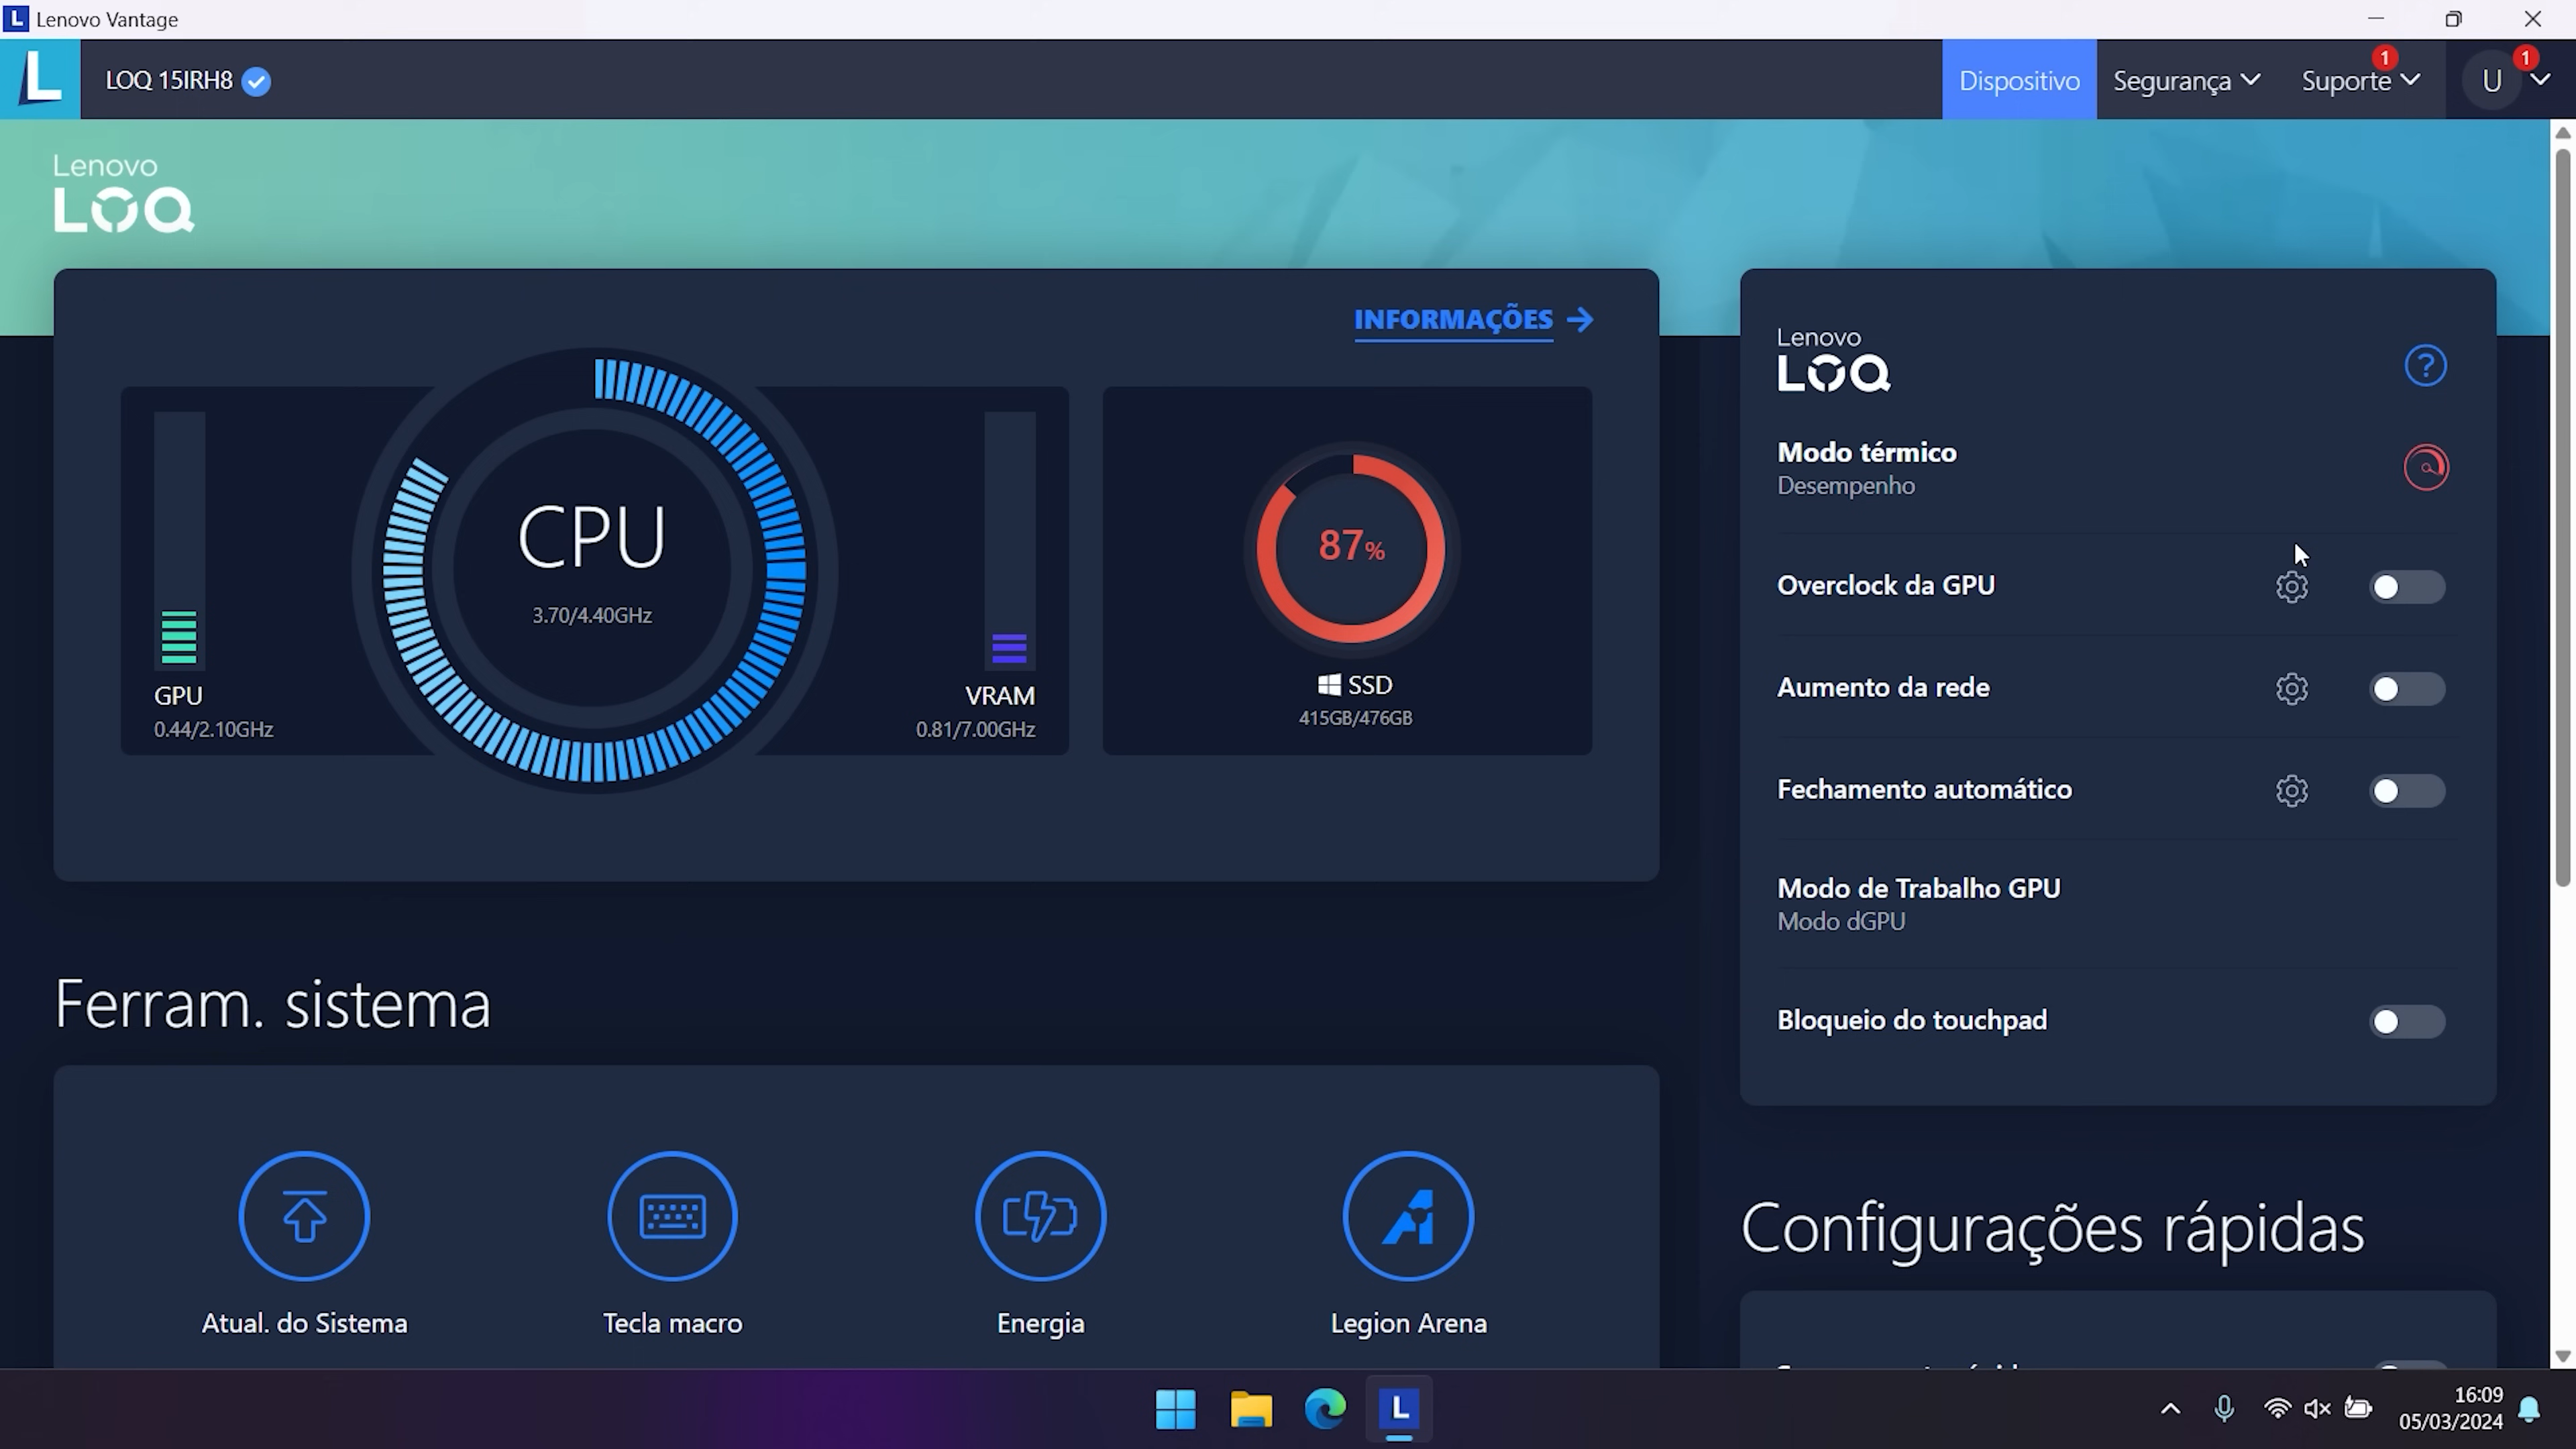 Lenovo Vantage
LOQ 15IRH8
Dispositivo
Segurança
Suporte
1
U
1
Lenovo
LOQ
INFORMAÇÕES
CPU
3.70/4.40GHz
GPU
0.44/2.10GHz
VRAM
0.81/7.00GHz
87%
SSD
415GB/476GB
Lenovo
LOQ
?
Modo térmico
Desempenho
Overclock da GPU
Aumento da rede
Fechamento automático
Modo de Trabalho GPU
Modo dGPU
Bloqueio do touchpad
Ferram. sistema
Atual. do Sistema
Tecla macro
Energia
Legion Arena
Configurações rápidas
16:09
05/03/2024